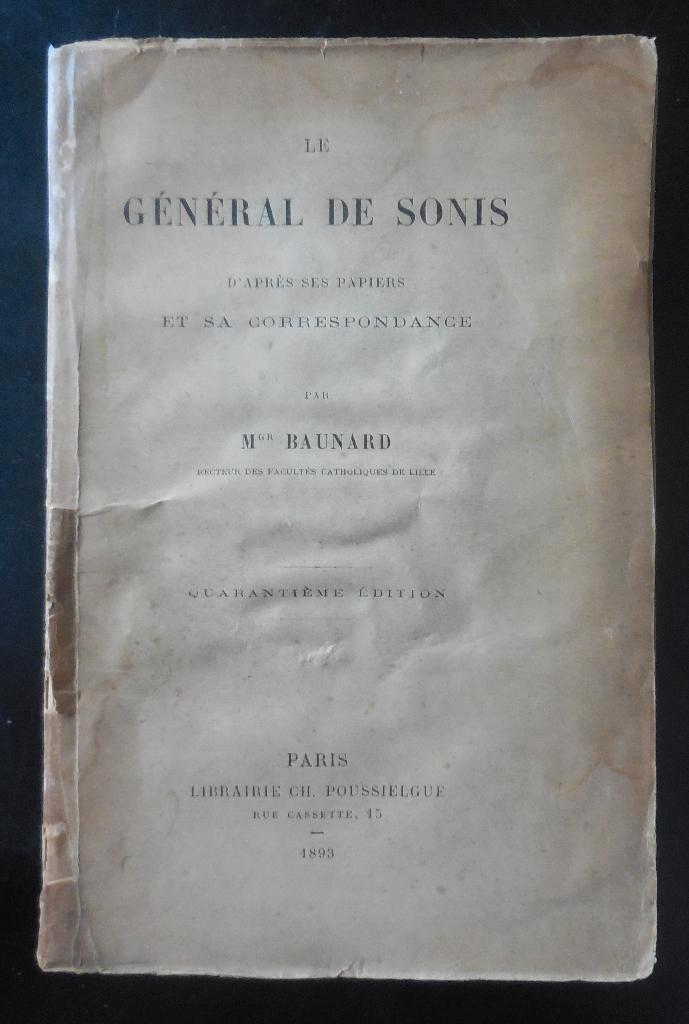 LE
GÉNÉRAL DE SONIS
D'APRÈS SES PAPIERS
ET SA CORRESPONDANCE
PAR
MGR BAUNARD
RECTEUR DES FACULTÉS CATHOLIQUES DE LILLE
QUARANTIÈME ÉDITION
PARIS
LIBRAIRIE CH. POUSSIELGUE
RUE CASSETTE, 15
1893